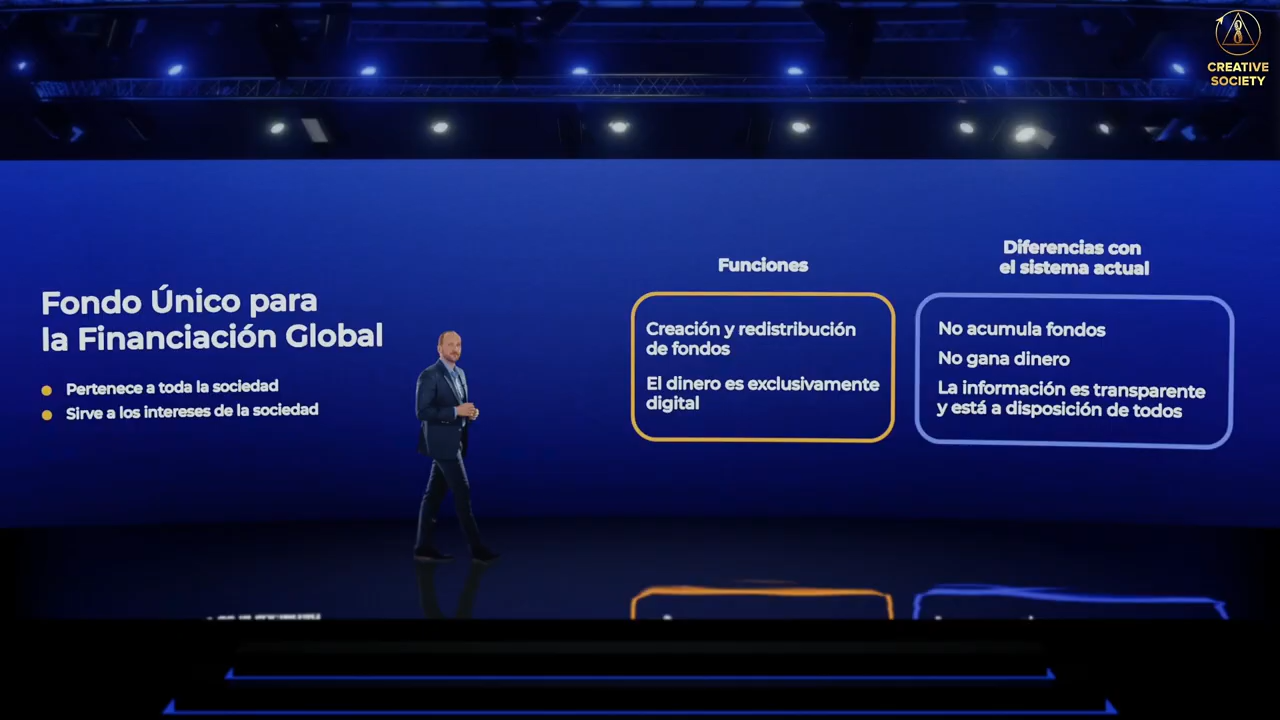 CREATIVE
SOCIETY
Fondo Único para
la Financiación Global
Pertenece a toda la sociedad
Sirve a los intereses de la sociedad
Funciones
Creación y redistribución
de fondos
El dinero es exclusivamente
digital
Diferencias con
el sistema actual
No acumula fondos
No gana dinero
La información es transparente
y está a disposición de todos